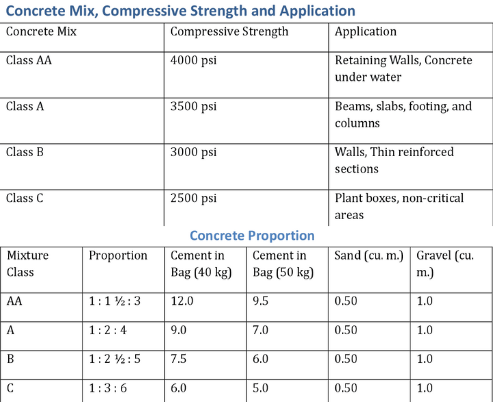 Concrete Mix, Compressive Strength and Application
Concrete Mix Compressive Strength Application
Class AA 4000 psi Retaining Walls, Concrete
under water
Class A 3500 psi Beams, slabs, footing, and
columns
Class B 3000 psi Walls, Thin reinforced
sections
Class C 2500 psi Plant boxes, non-critical
areas
Concrete Proportion
Mixture Proportion Cement in Cement in Sand (cu. m.) Gravel (cu.
Class Bag (40 kg) Bag (50 kg) m.)
AA 1 : 1 ½ : 3 12.0 9.5 0.50 1.0
A 1 : 2 : 4 9.0 7.0 0.50 1.0
B 1 : 2 ½ : 5 7.5 6.0 0.50 1.0
C 1 : 3 : 6 6.0 5.0 0.50 1.0